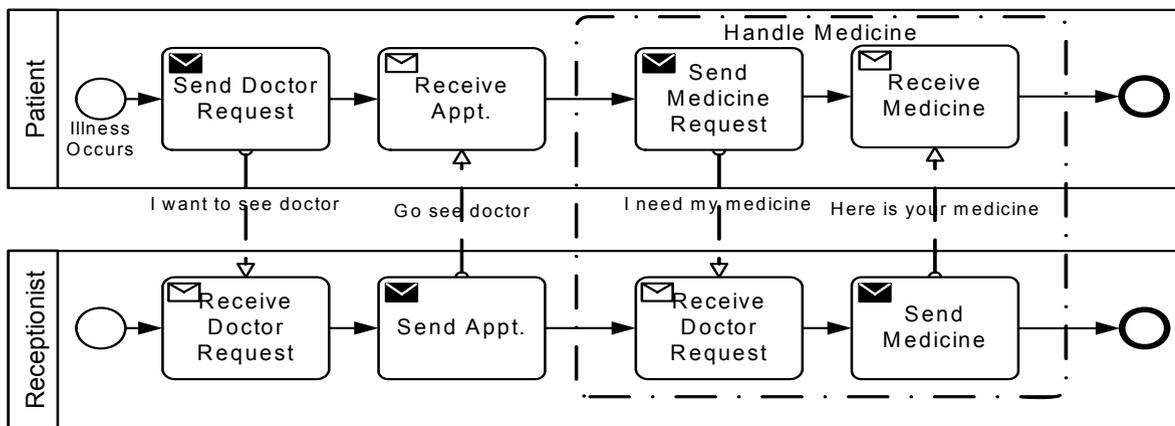 Patient
Illness
Occurs
Send Doctor
Request
Receive
Appt.
Handle Medicine
Send
Medicine
Request
Receive
Medicine
I want to see doctor
Go see doctor
I need my medicine
Here is your medicine
Receptionist
Receive
Doctor
Request
Send Appt.
Receive
Doctor
Request
Send
Medicine